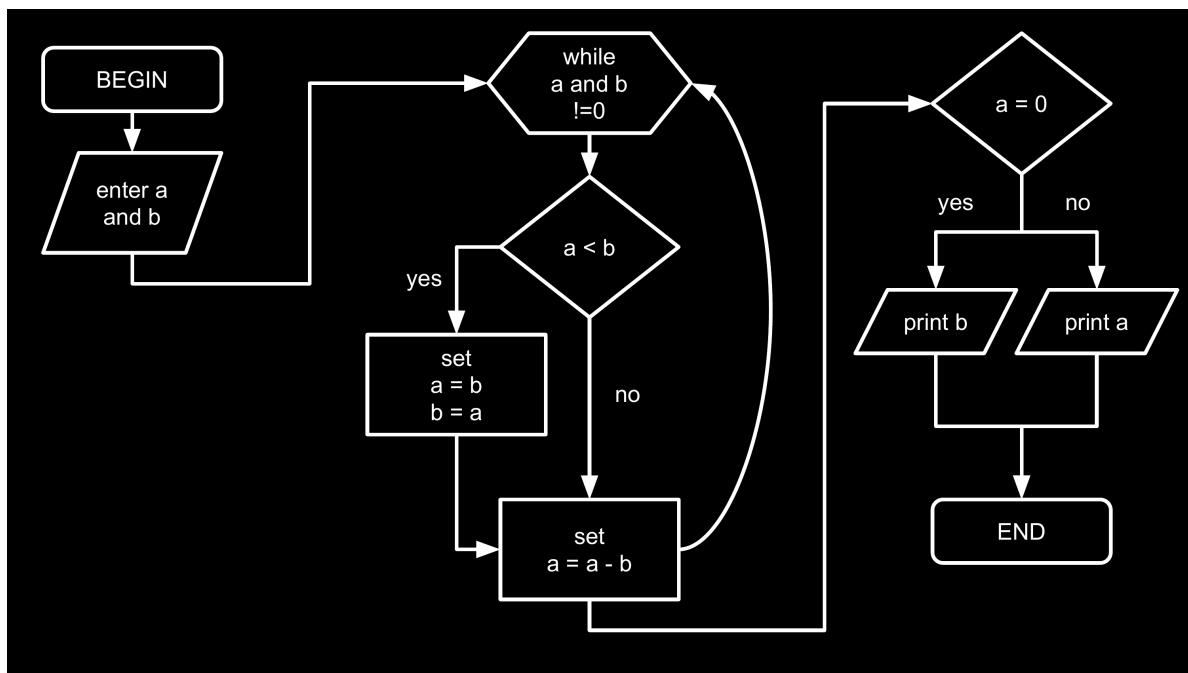 BEGIN
enter a
and b
while
a and b
!=0
a < b
yes
set
a = b
b = a
no
set
a = a - b
a = 0
yes
no
print b
print a
END